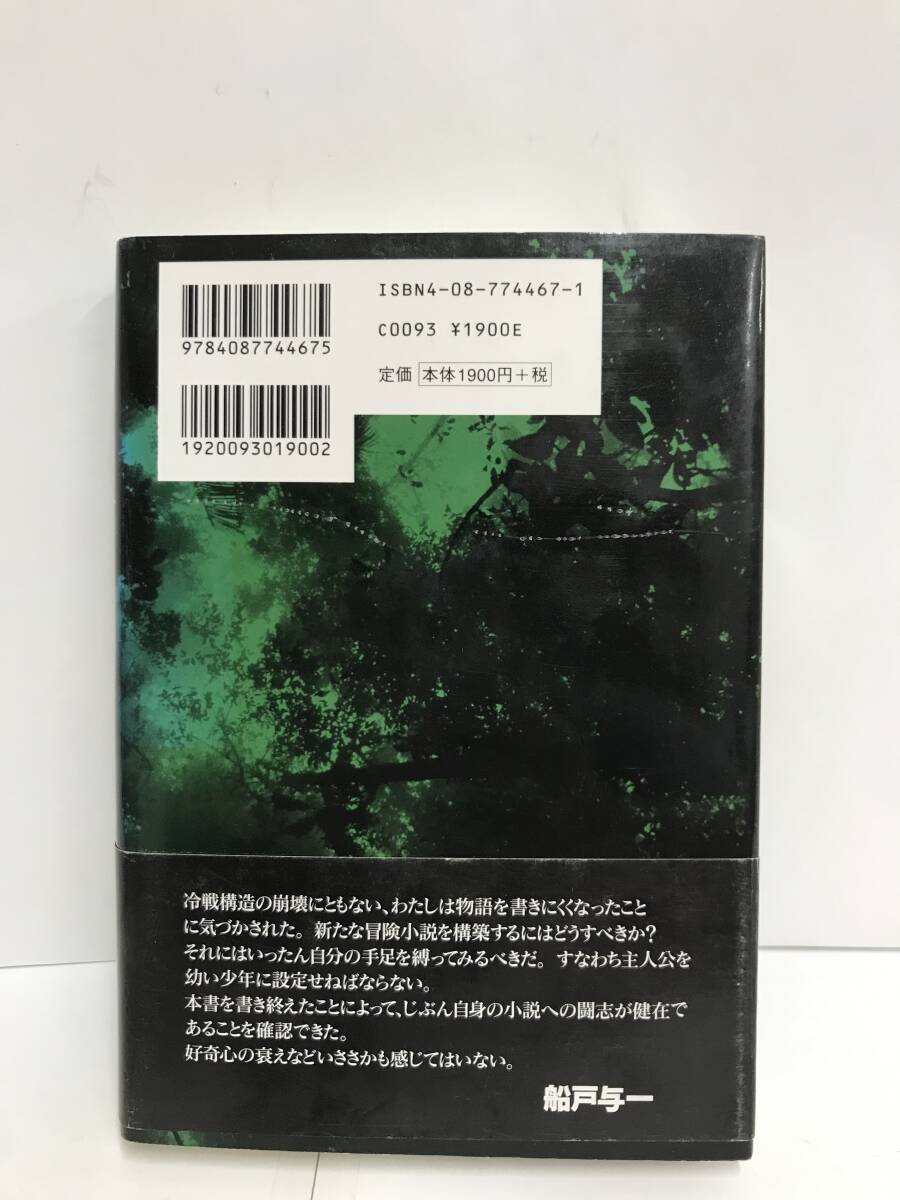 ISBN4-08-774467-1
C0093 ¥1900E
定価 本体1900円+税
9784087744675
1920093019002
冷戦構造の崩壊にともない、わたしは物語を書きにくくなったこと
に気づかされた。新たな冒険小説を構築するにはどうすべきか?
それにはいったん自分の手足を縛ってみるべきだ。すなわち主人公を
幼い少年に設定せねばならない。
本書を書き終えたことによって、じぶん自身の小説への闘志が健在で
あることを確認できた。
好奇心の衰えなどいささかも感じてはいない。
船戸与一